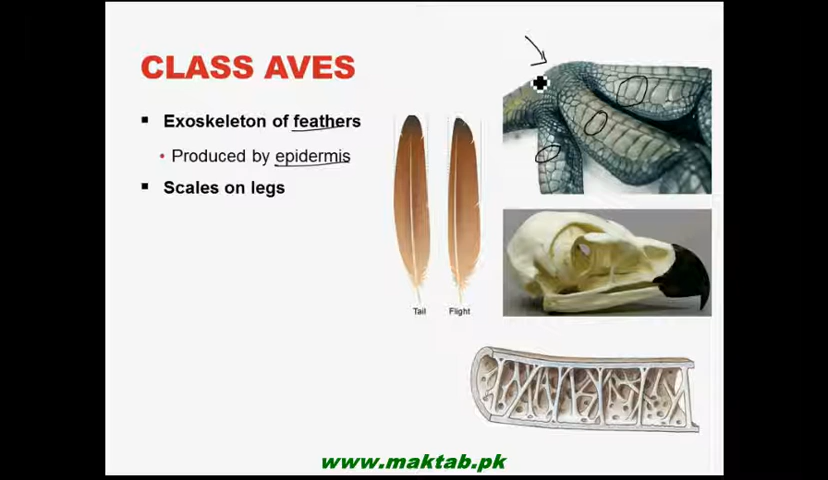 CLASS AVES
▪ Exoskeleton of feathers
• Produced by epidermis
▪ Scales on legs
Tail Flight
www.maktab.pk